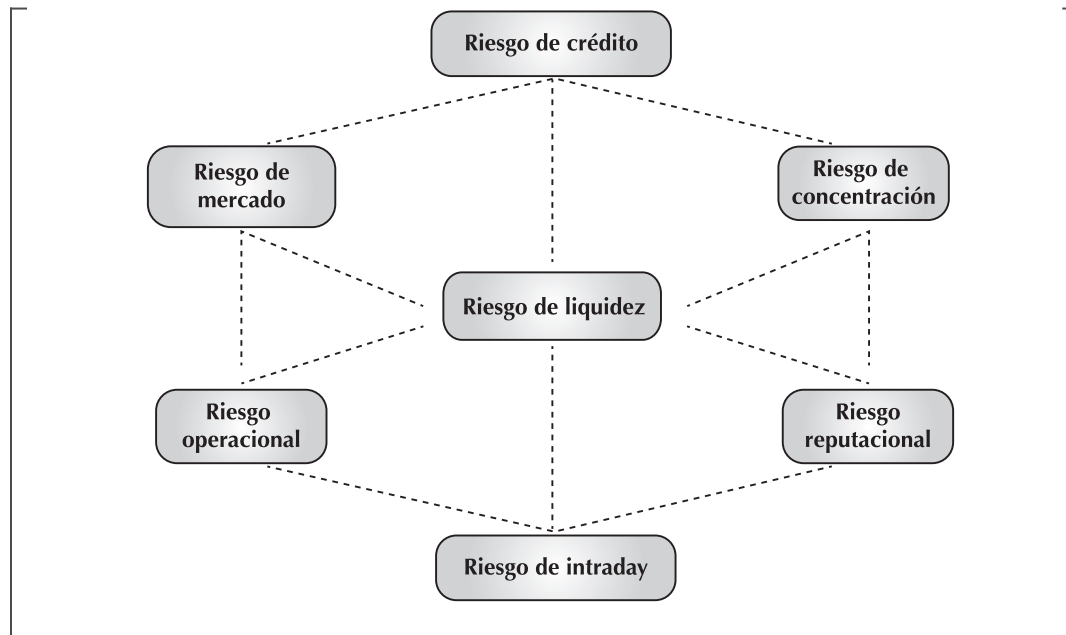 Riesgo de crédito
Riesgo de
mercado
Riesgo de
concentración
Riesgo de liquidez
Riesgo
operacional
Riesgo
reputacional
Riesgo de intraday